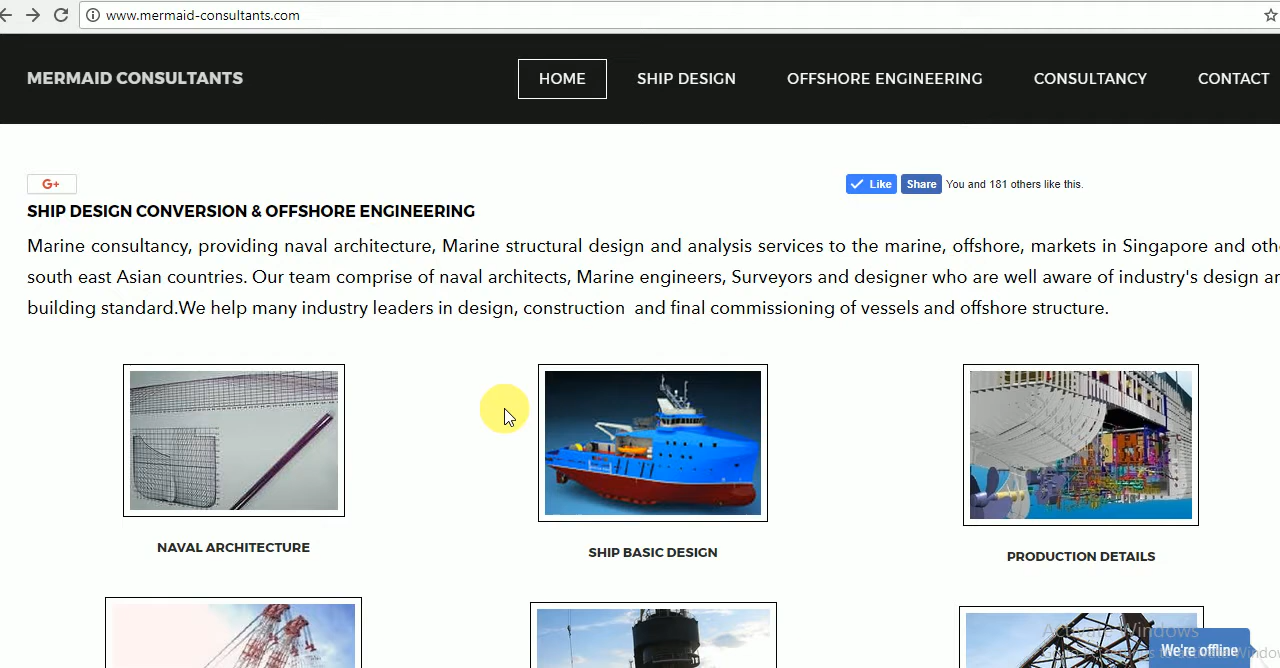 www.mermaid-consultants.com
MERMAID CONSULTANTS
HOME
SHIP DESIGN
OFFSHORE ENGINEERING
CONSULTANCY
CONTACT
G+
Like
Share
You and 181 others like this.
SHIP DESIGN CONVERSION & OFFSHORE ENGINEERING
Marine consultancy, providing naval architecture, Marine structural design and analysis services to the marine, offshore, markets in Singapore and oth
south east Asian countries. Our team comprise of naval architects, Marine engineers, Surveyors and designer who are well aware of industry's design a
building standard.We help many industry leaders in design, construction and final commissioning of vessels and offshore structure.
NAVAL ARCHITECTURE
SHIP BASIC DESIGN
PRODUCTION DETAILS
Activate Windows
We're offline